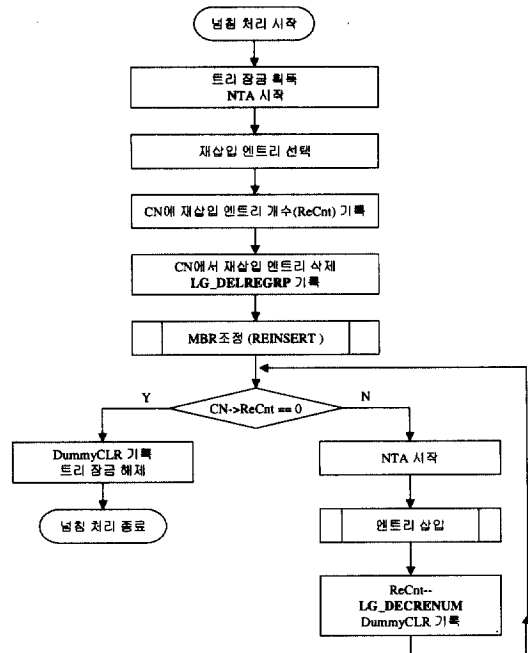 넘침 처리 시작
트리 잠금 획득
NTA 시작
재삽입 엔트리 선택
CN에 재삽입 엔트리 개수(ReCnt) 기록
CN에서 재삽입 엔트리 삭제
LG_DELREGRP 기록
MBR조정 (REINSERT )
CN->ReCnt == 0
Y
N
DummyCLR 기록
트리 잠금 해제
넘침 처리 종료
NTA 시작
엔트리 삽입
ReCnt--
LG_DECRENUM
DummyCLR 기록